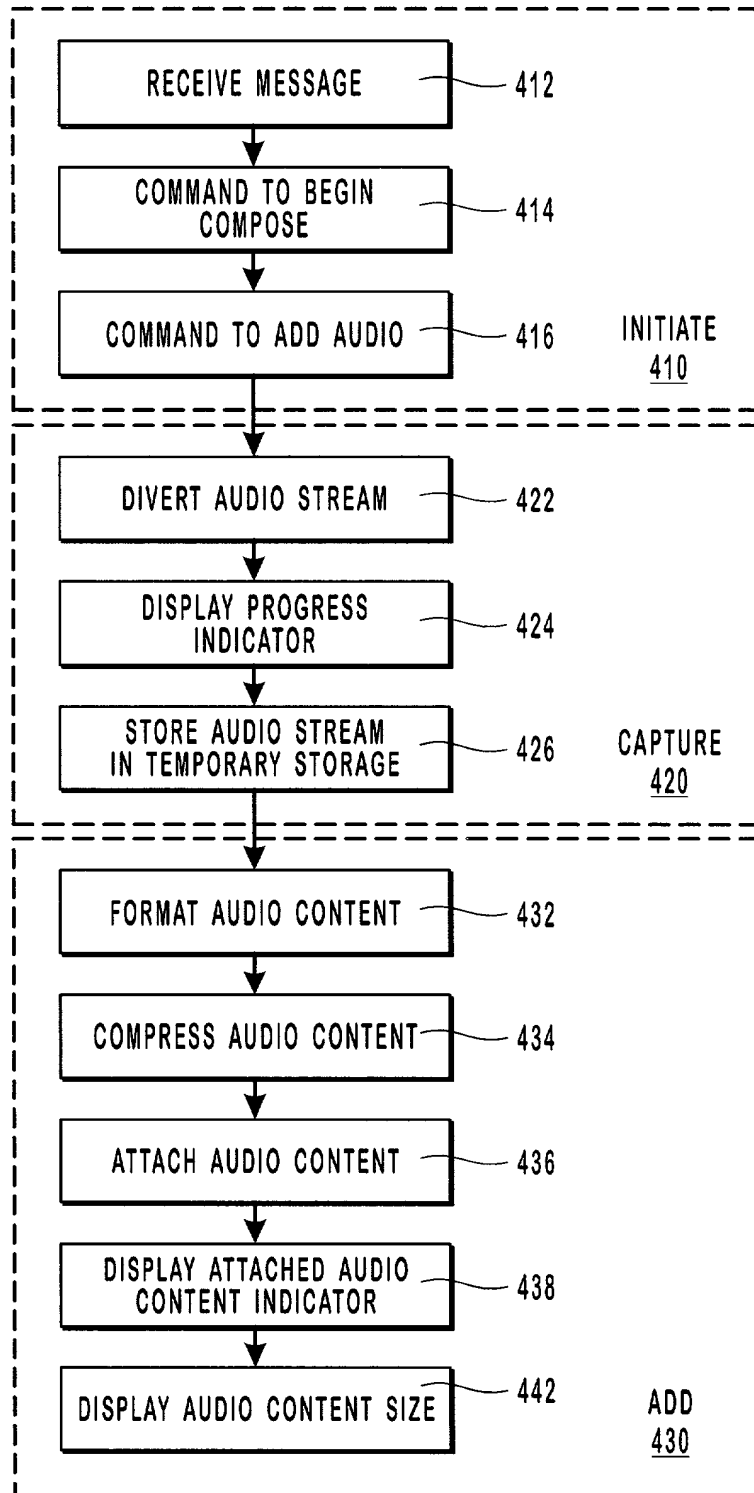 RECEIVE MESSAGE
412
COMMAND TO BEGIN
COMPOSE
414
COMMAND TO ADD AUDIO
416
INITIATE
410
DIVERT AUDIO STREAM
422
DISPLAY PROGRESS
INDICATOR
424
STORE AUDIO STREAM
IN TEMPORARY STORAGE
426
CAPTURE
420
FORMAT AUDIO CONTENT
432
COMPRESS AUDIO CONTENT
434
ATTACH AUDIO CONTENT
436
DISPLAY ATTACHED AUDIO
CONTENT INDICATOR
438
DISPLAY AUDIO CONTENT SIZE
442
ADD
430